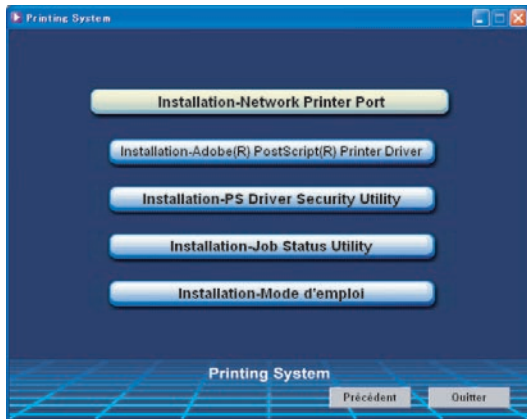 Printing System
Installation-Network Printer Port
Installation-Adobe(R) PostScript(R) Printer Driver
Installation-PS Driver Security Utility
Installation-Job Status Utility
Installation-Mode d'emploi
Printing System
Précédent
Quitter